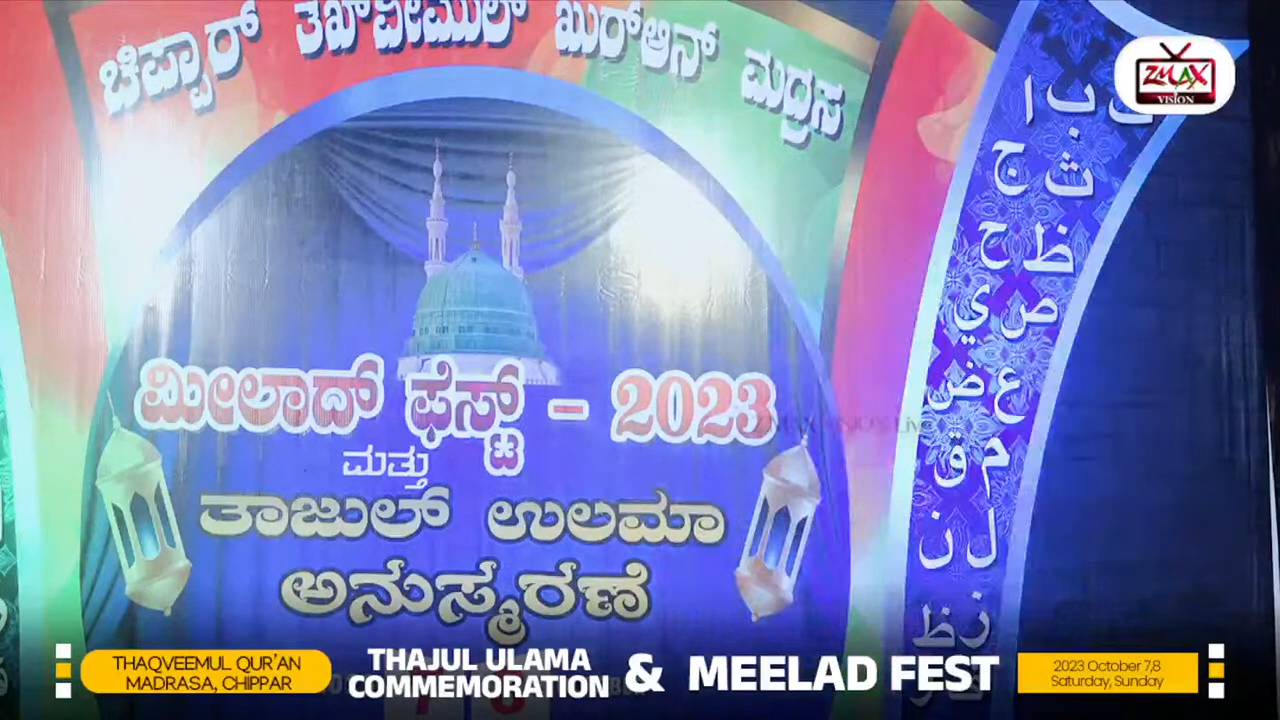 ಚಿಪ್ಪಾರ್ ತಖ್ವೀಮುಲ್ ಖುರ್ಆನ್ ಮದ್ರಸ
ZMAX
VISION
ا ب ت
ج ث
ح ظ
ي ص
ض ع
ق م
ن ل
ಮೀಲಾದ್ ಫೆಸ್ಟ್ - 2023
ಮತ್ತು
ತಾಜುಲ್ ಉಲಮಾ
ಅನುಸ್ಮರಣೆ
THAQVEEMUL QUR'AN
MADRASA, CHIPPAR
THAJUL ULAMA
COMMEMORATION
& MEELAD FEST
2023 October 7,8
Saturday, Sunday